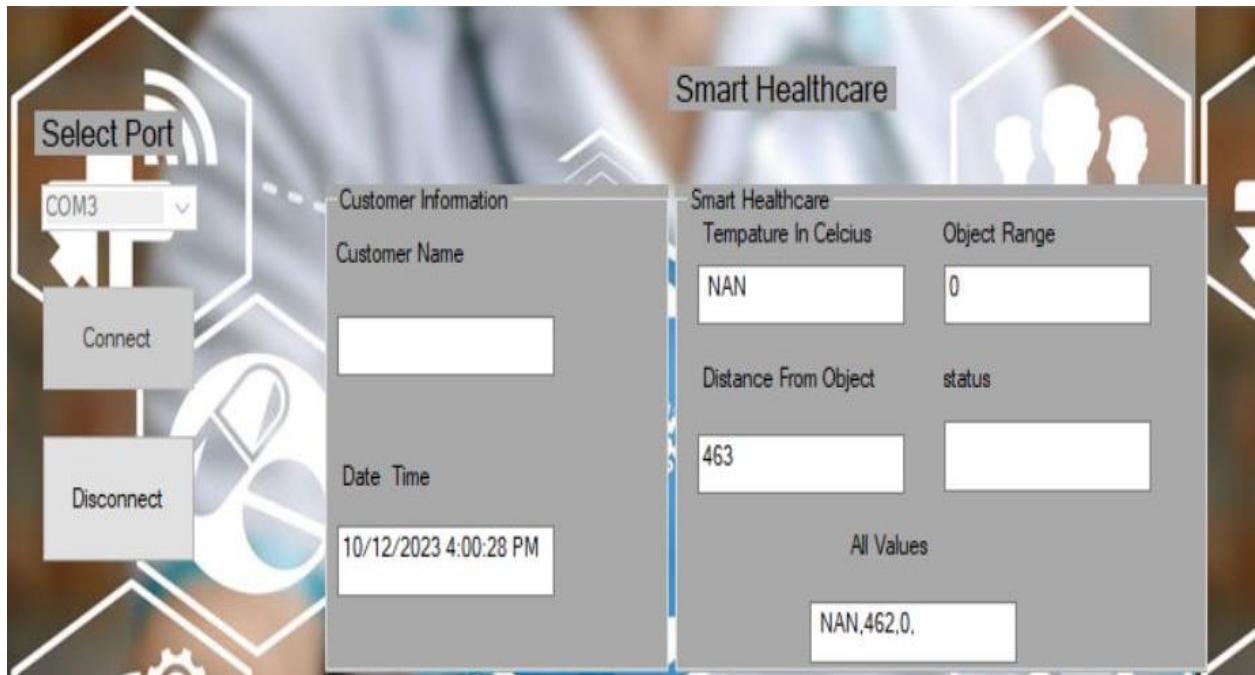 Smart Healthcare
Select Port
COM3
Connect
Disconnect
Customer Information
Customer Name
Date Time
10/12/2023 4:00:28 PM
Smart Healthcare
Tempature In Celcius
Object Range
NAN
0
Distance From Object
status
463
All Values
NAN,462,0,